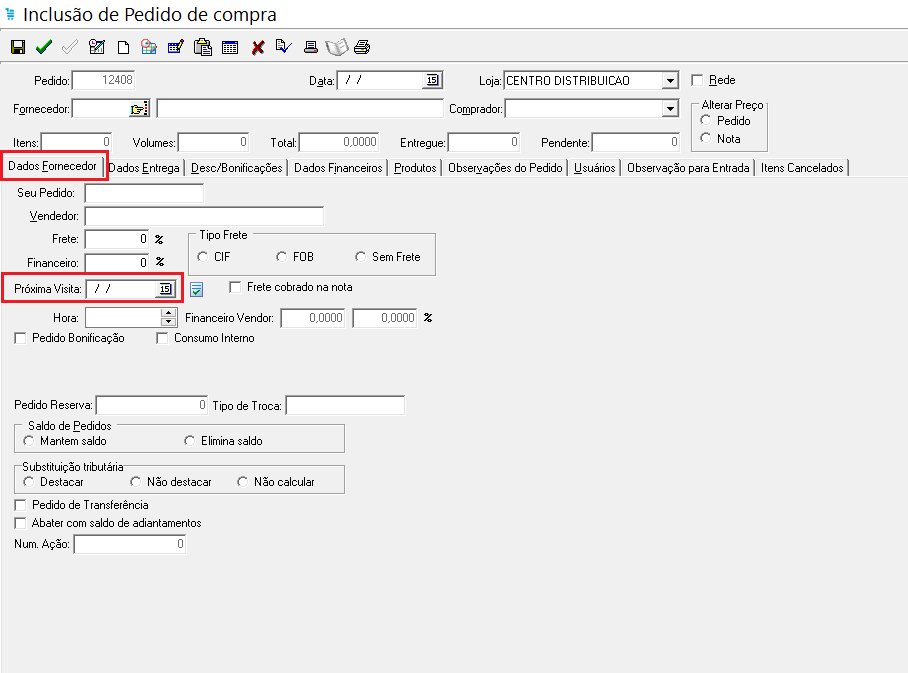 Inclusão de Pedido de compra
Pedido: 12408 Data: / / 15 Loja: CENTRO DISTRIBUICAO Rede
Fornecedor: Comprador: Alterar Preço
Pedido
Nota
Itens: 0 Volumes: 0 Total: 0,0000 Entregue: 0 Pendente: 0
Dados Fornecedor Dados Entrega Desc/Bonificações Dados Financeiros Produtos Observações do Pedido Usuários Observação para Entrada Itens Cancelados
Seu Pedido:
Vendedor:
Frete: 0 % Tipo Frete
CIF FOB Sem Frete
Financeiro: 0 %
Próxima Visita: / / 15 Frete cobrado na nota
Hora: Financeiro Vendor: 0,0000 0,0000 %
Pedido Bonificação Consumo Interno
Pedido Reserva: 0 Tipo de Troca:
Saldo de Pedidos
Mantem saldo Elimina saldo
Substituição tributária
Destacar Não destacar Não calcular
Pedido de Transferência
Abater com saldo de adiantamentos
Num. Ação: 0